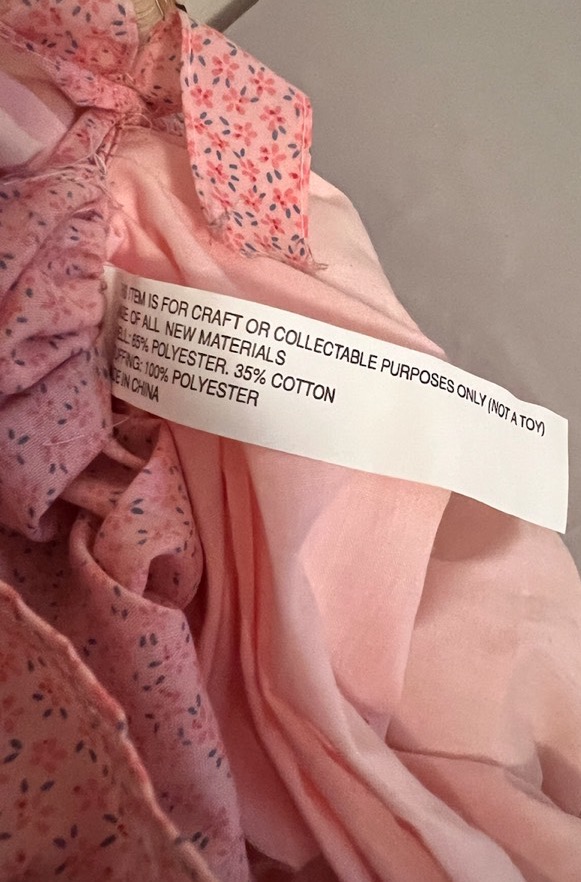 ITEM IS FOR CRAFT OR COLLECTABLE PURPOSES ONLY (NOT A TOY)
OF ALL NEW MATERIALS
65% POLYESTER. 35% COTTON
100% POLYESTER
IN CHINA